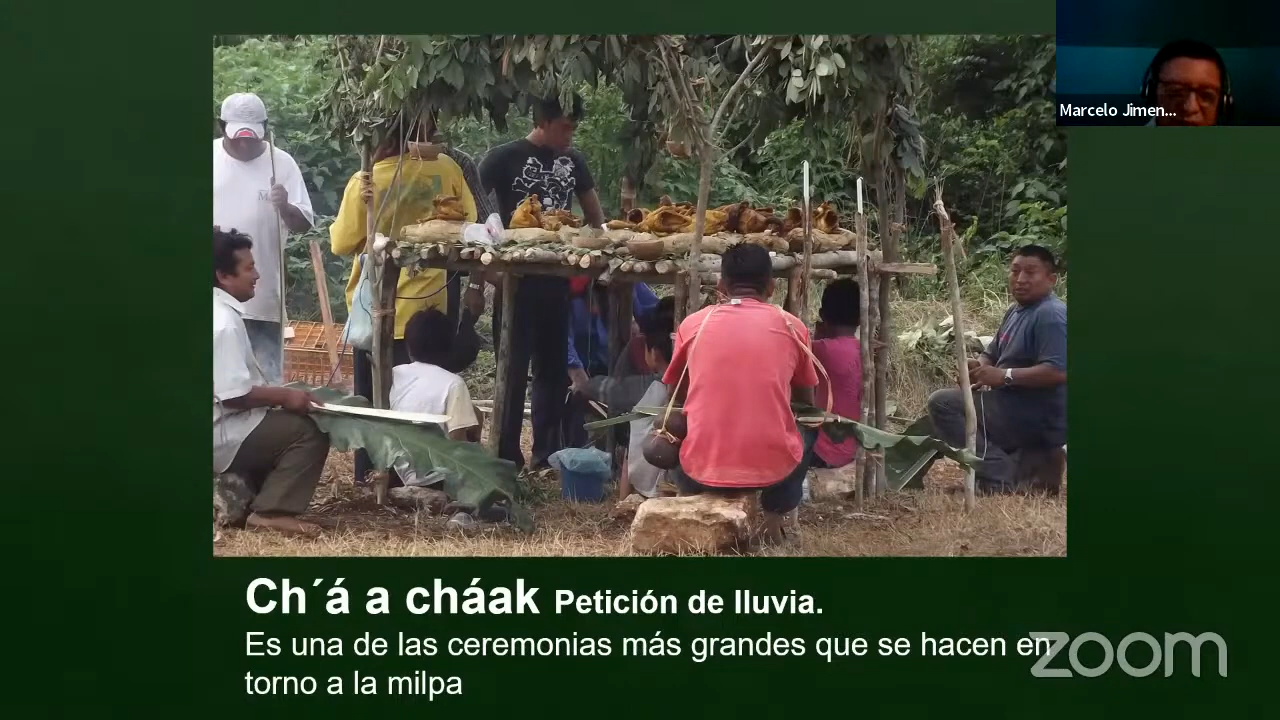 Marcelo Jimen...
Ch´á a cháak Petición de lluvia.
Es una de las ceremonias más grandes que se hacen en
torno a la milpa
zoom